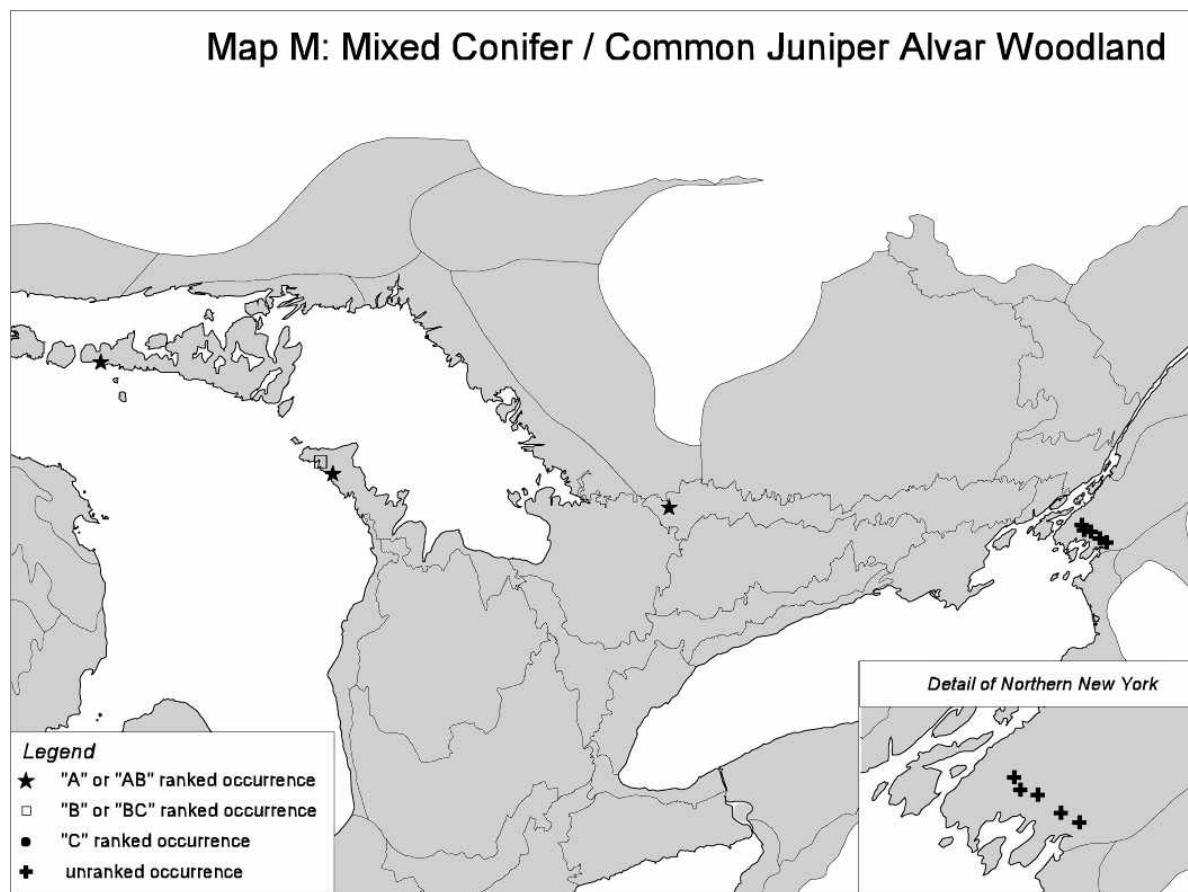 Map M: Mixed Conifer / Common Juniper Alvar Woodland
Detail of Northern New York
Legend
"A" or "AB" ranked occurrence
"B" or "BC" ranked occurrence
"C" ranked occurrence
unranked occurrence